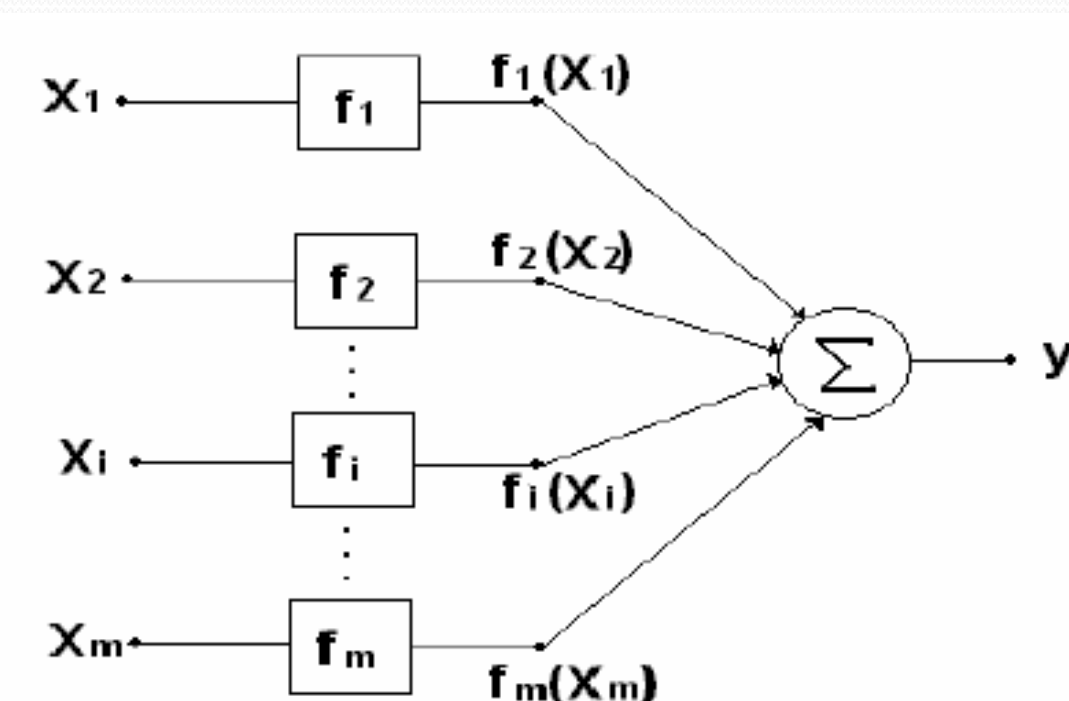 X1 f1 f1(X1)
X2 f2 f2(X2)
Σ y
Xi fi fi(Xi)
Xm fm fm(Xm)